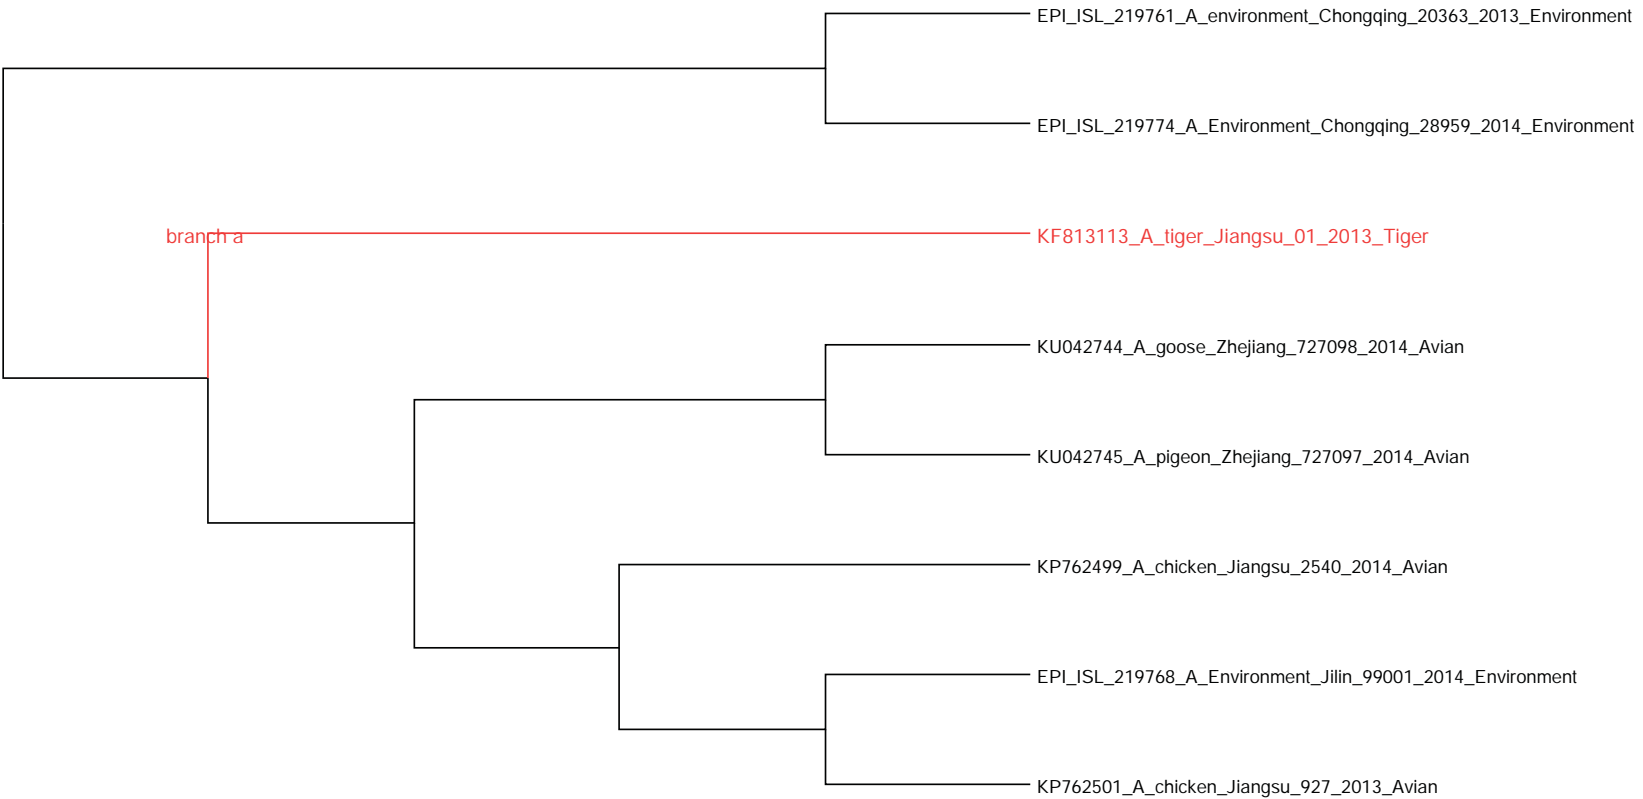 EPI_ISL_219761_A_environment_Chongqing_20363_2013_Environment
EPI_ISL_219774_A_Environment_Chongqing_28959_2014_Environment
branch a
KF813113_A_tiger_Jiangsu_01_2013_Tiger
KU042744_A_goose_Zhejiang_727098_2014_Avian
KU042745_A_pigeon_Zhejiang_727097_2014_Avian
KP762499_A_chicken_Jiangsu_2540_2014_Avian
EPI_ISL_219768_A_Environment_Jilin_99001_2014_Environment
KP762501_A_chicken_Jiangsu_927_2013_Avian